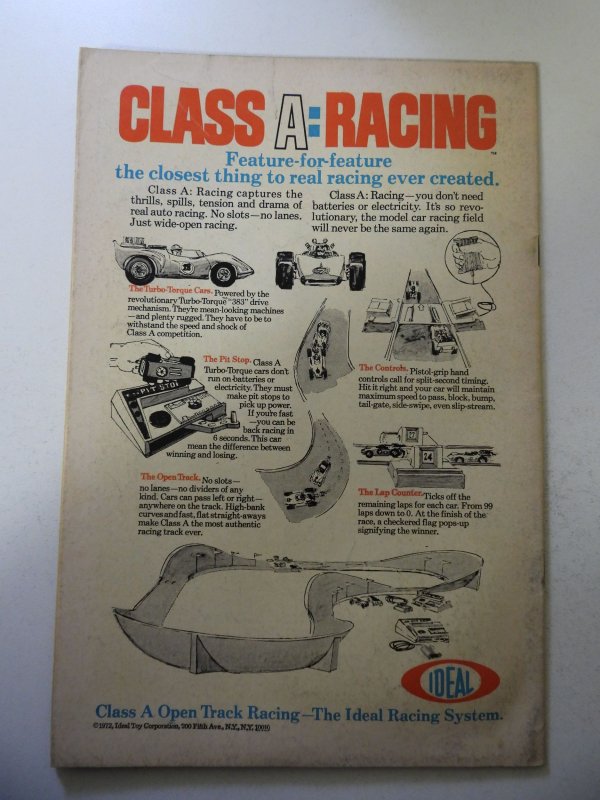 CLASS A: RACING
TM
Feature-for-feature
the closest thing to real racing ever created.
Class A: Racing captures the
thrills, spills, tension and drama of
real auto racing. No slots—no lanes.
Just wide-open racing.
Class A: Racing—you don't need
batteries or electricity. It's so revo-
lutionary, the model car racing field
will never be the same again.
The Turbo-Torque Cars. Powered by the
revolutionary Turbo-Torque "383" drive
mechanism. They're mean-looking machines
—and plenty rugged. They have to be to
withstand the speed and shock of
Class A competition.
PIT STOP
The Pit Stop. Class A
Turbo-Torque cars don't
run on batteries or
electricity. They must
make pit stops to
pick up power.
If you're fast
—you can be
back racing in
6 seconds. This can
mean the difference between
winning and losing.
The Controls. Pistol-grip hand
controls call for split-second timing.
Hit it right and your car will maintain
maximum speed to pass, block, bump,
tail-gate, side-swipe, even slip-stream.
The Open Track. No slots—
no lanes—no dividers of any
kind. Cars can pass left or right—
anywhere on the track. High-bank
curves and fast, flat straight-aways
make Class A the most authentic
racing track ever.
24
The Lap Counter. Ticks off the
remaining laps for each car. From 99
laps down to 0. At the finish of the
race, a checkered flag pops-up
signifying the winner.
IDEAL
Class A Open Track Racing—The Ideal Racing System.
©1972, Ideal Toy Corporation, 200 Fifth Ave., N.Y., N.Y. 10010